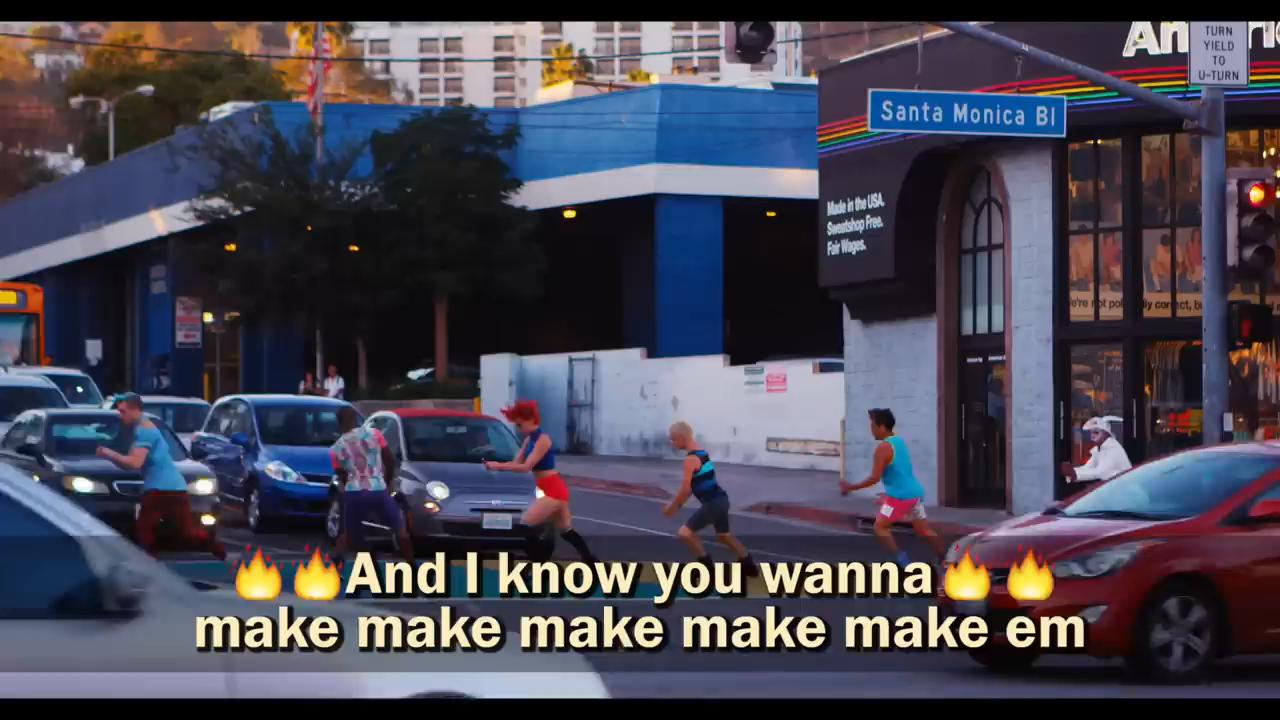 TURN
YIELD
TO
U-TURN
Santa Monica Bl
Made in the USA.
Sweatshop Free.
Fair Wages.
🔥🔥And I know you wanna🔥🔥
make make make make make em